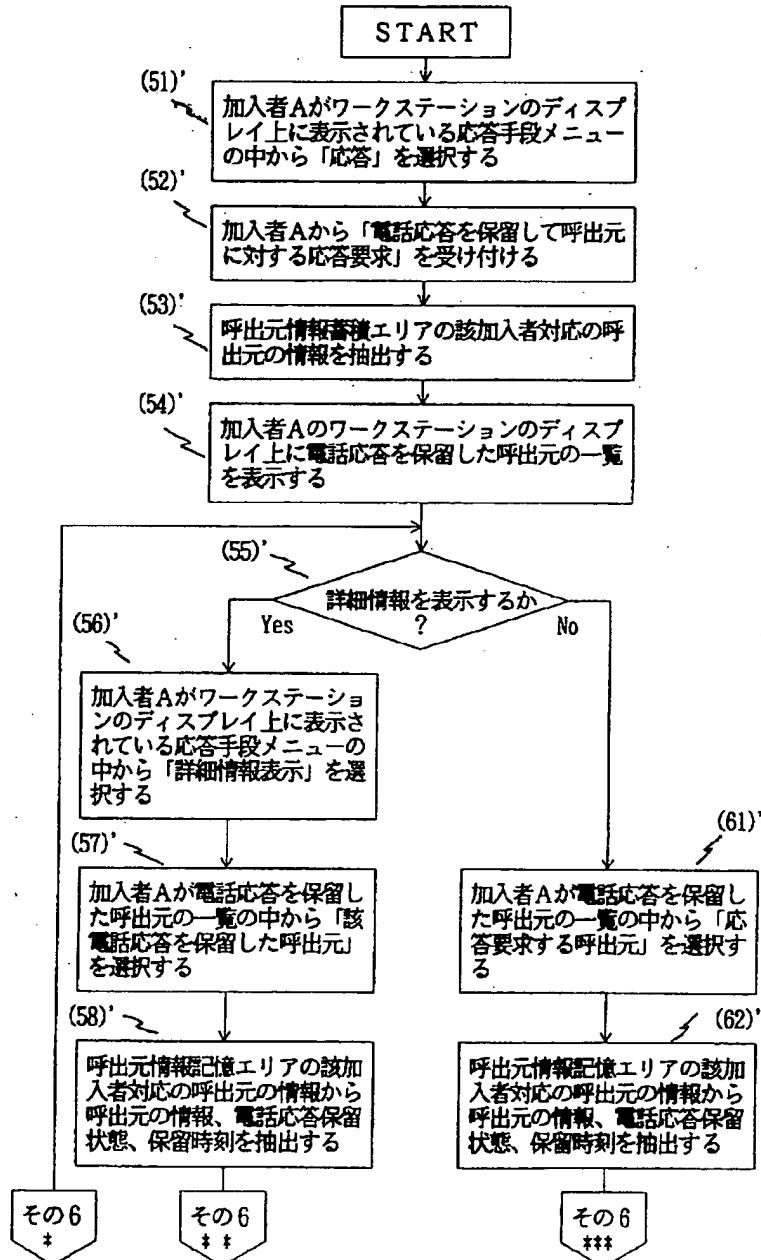 START
(51)'
加入者Aがワークステーションのディスプ
レイ上に表示されている応答手段メニュー
の中から「応答」を選択する
(52)'
加入者Aから「電話応答を保留して呼出元
に対する応答要求」を受け付ける
(53)'
呼出元情報蓄積エリアの該加入者対応の呼
出元の情報を抽出する
(54)'
加入者Aのワークステーションのディスプ
レイ上に電話応答を保留した呼出元の一覧
を表示する
(55)'
詳細情報を表示するか
?
Yes
No
(56)'
加入者Aがワークステーショ
ンのディスプレイ上に表示さ
れている応答手段メニューの
中から「詳細情報表示」を選
択する
(57)'
加入者Aが電話応答を保留し
た呼出元の一覧の中から「該
電話応答を保留した呼出元」
を選択する
(58)'
呼出元情報記憶エリアの該加
入者対応の呼出元の情報から
呼出元の情報、電話応答保留
状態、保留時刻を抽出する
(61)'
加入者Aが電話応答を保留し
た呼出元の一覧の中から「応
答要求する呼出元」を選択す
る
(62)'
呼出元情報記憶エリアの該加
入者対応の呼出元の情報から
呼出元の情報、電話応答保留
状態、保留時刻を抽出する
その6
*
その6
* *
その6
***